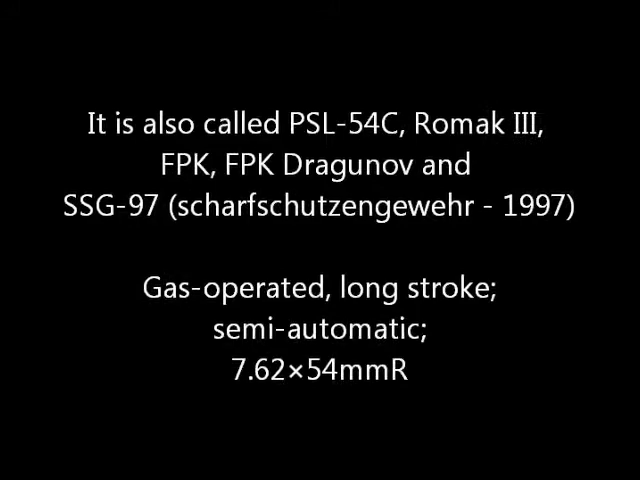 It is also called PSL-54C, Romak III,
FPK, FPK Dragunov and
SSG-97 (scharfschutzengewehr - 1997)
Gas-operated, long stroke;
semi-automatic;
7.62×54mmR